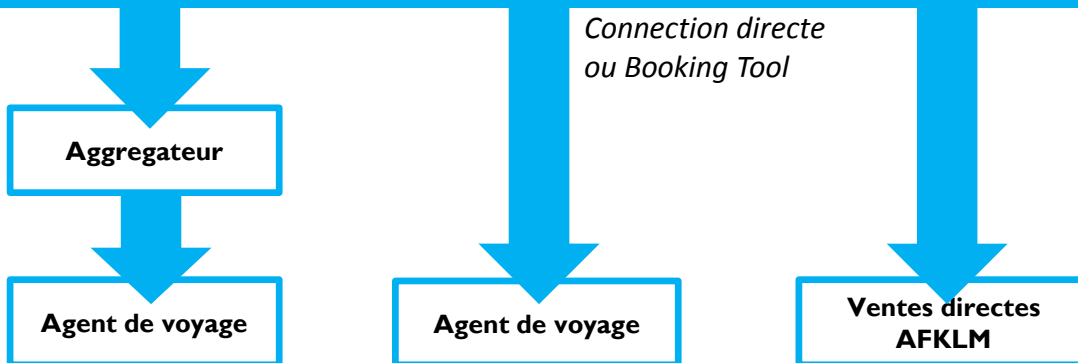 Connection directe
ou Booking Tool
Aggregateur
Agent de voyage
Agent de voyage
Ventes directes
AFKLM